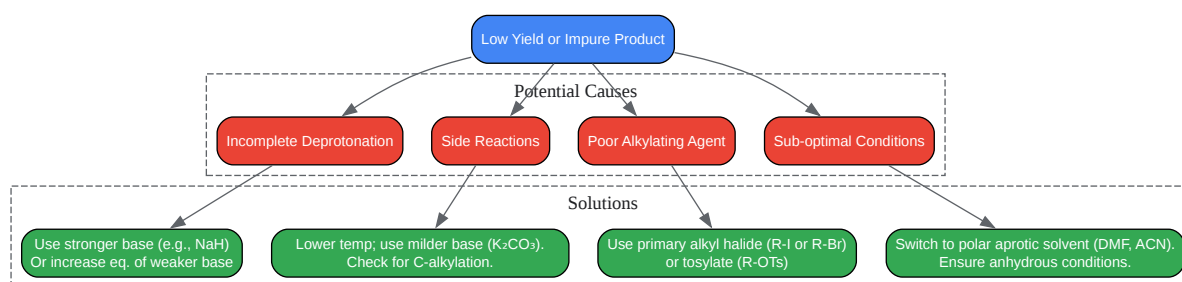 Low Yield or Impure Product
Potential Causes
Incomplete Deprotonation
Side Reactions
Poor Alkylating Agent
Sub-optimal Conditions
Solutions
Use stronger base (e.g., NaH)
Or increase eq. of weaker base
Lower temp; use milder base (K₂CO₃).
Check for C-alkylation.
Use primary alkyl halide (R-I or R-Br)
or tosylate (R-OTs)
Switch to polar aprotic solvent (DMF, ACN).
Ensure anhydrous conditions.